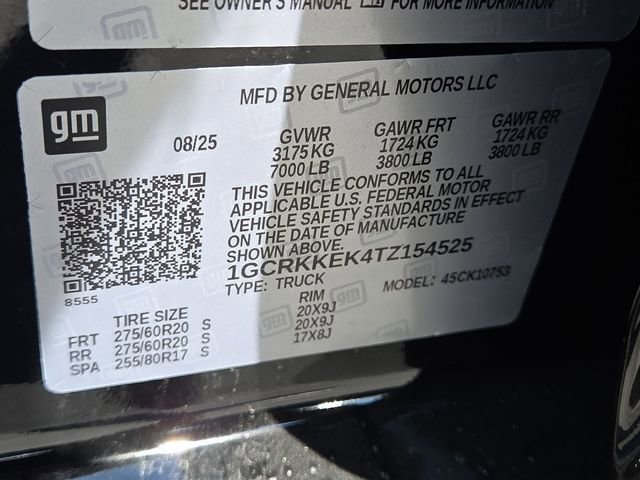 SEE OWNER'S MANUAL FOR MORE INFORMATION
gm
MFD BY GENERAL MOTORS LLC
08/25
GVWR GAWR FRT GAWR RR
3175 KG 1724 KG 1724 KG
7000 LB 3800 LB 3800 LB
THIS VEHICLE CONFORMS TO ALL
APPLICABLE U.S. FEDERAL MOTOR
VEHICLE SAFETY STANDARDS IN EFFECT
ON THE DATE OF MANUFACTURE
SHOWN ABOVE.
1GCRKKEK4TZ154525
TYPE: TRUCK MODEL: 45CK10753
8555
TIRE SIZE RIM
FRT 275/60R20 S 20X9J
RR 275/60R20 S 20X9J
SPA 255/80R17 S 17X8J